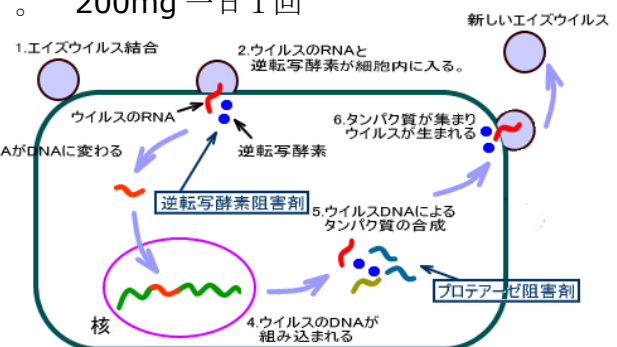 。 200mg 一日１回
新しいエイズウイルス
1.エイズウイルス結合
2.ウイルスのRNAと
逆転写酵素が細胞内に入る。
ウイルスのRNA
逆転写酵素
6.タンパク質が集まり
ウイルスが生まれる
AがDNAに変わる
逆転写酵素阻害剤
5.ウイルスDNAによる
タンパク質の合成
プロテアーゼ阻害剤
核
4.ウイルスのDNAが
組み込まれる